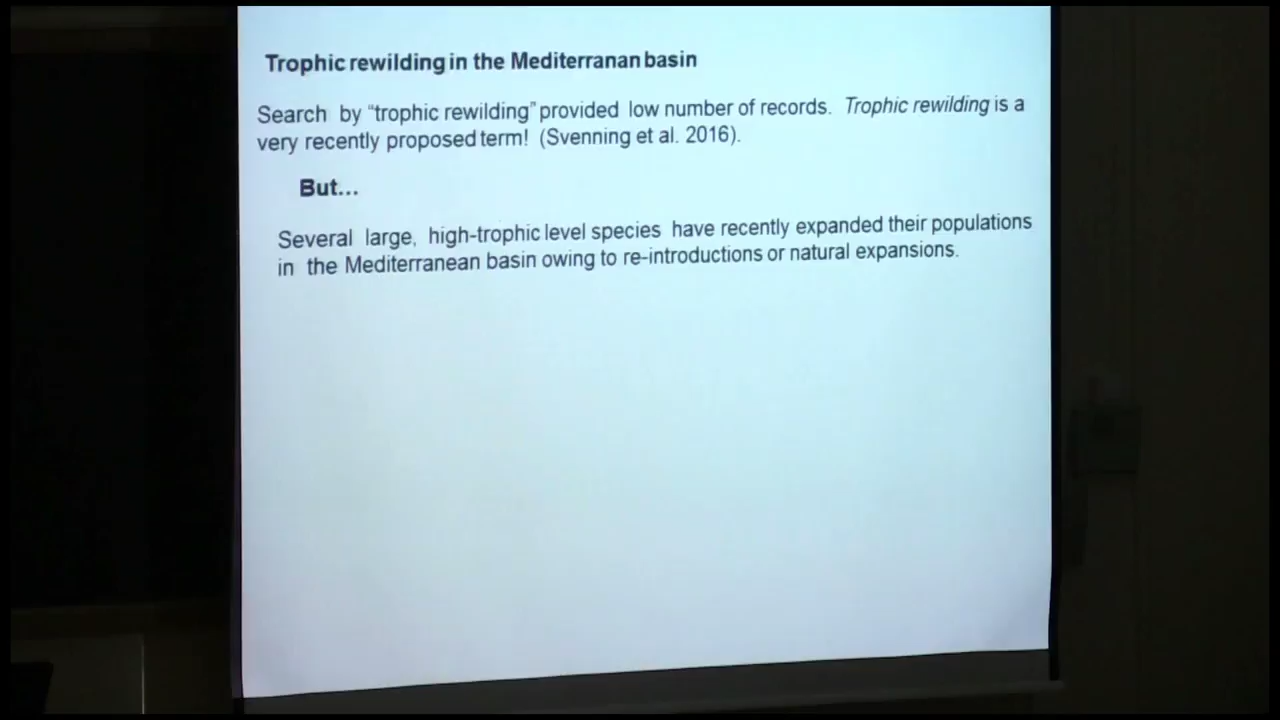 Trophic rewilding in the Mediterranan basin
Search by “trophic rewilding” provided low number of records. Trophic rewilding is a
very recently proposed term! (Svenning et al. 2016).
But...
Several large, high-trophic level species have recently expanded their populations
in the Mediterranean basin owing to re-introductions or natural expansions.